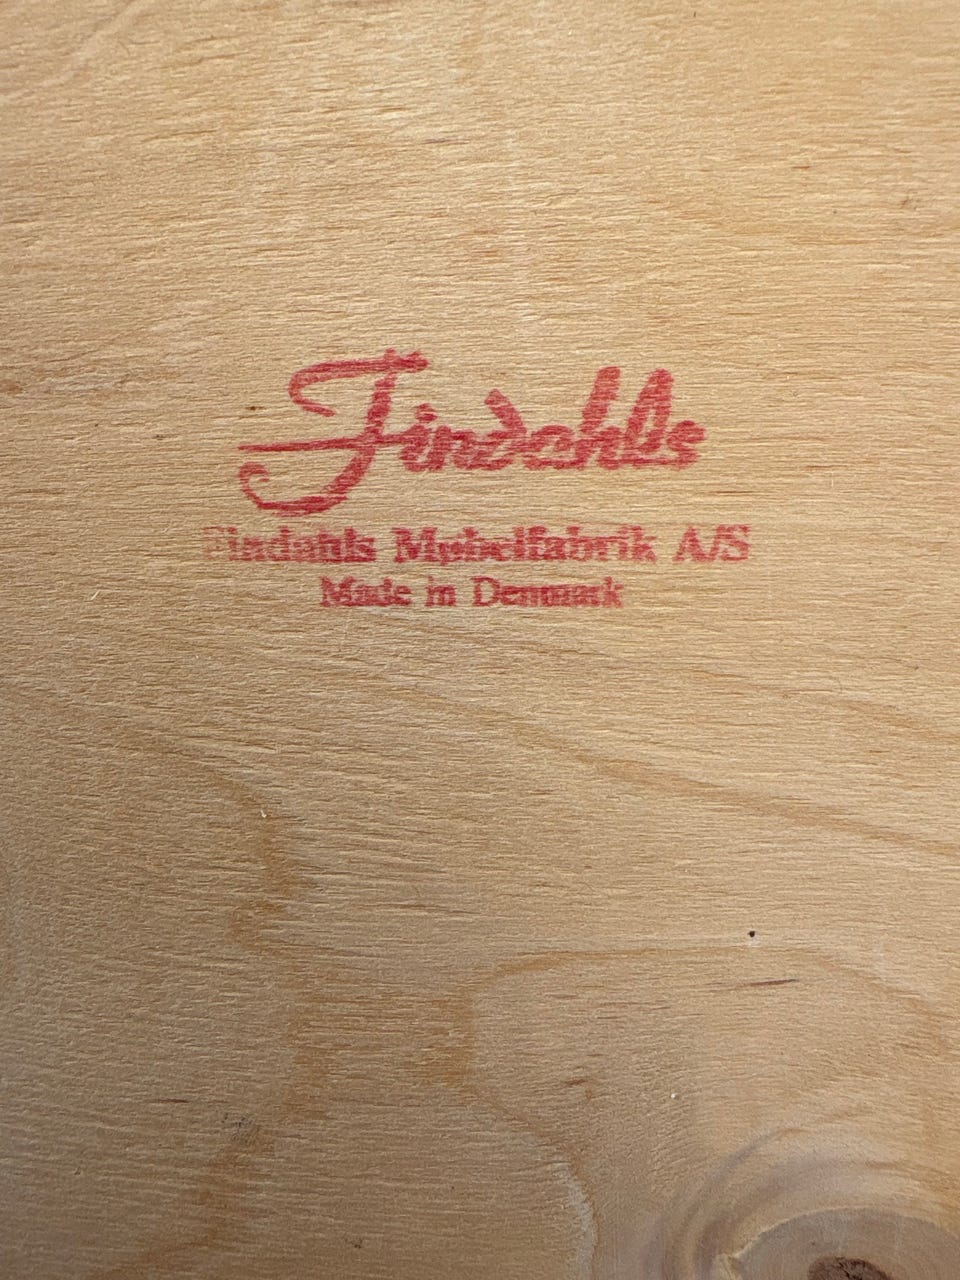 Findahls
Findahls Møbelfabrik A/S
Made in Denmark